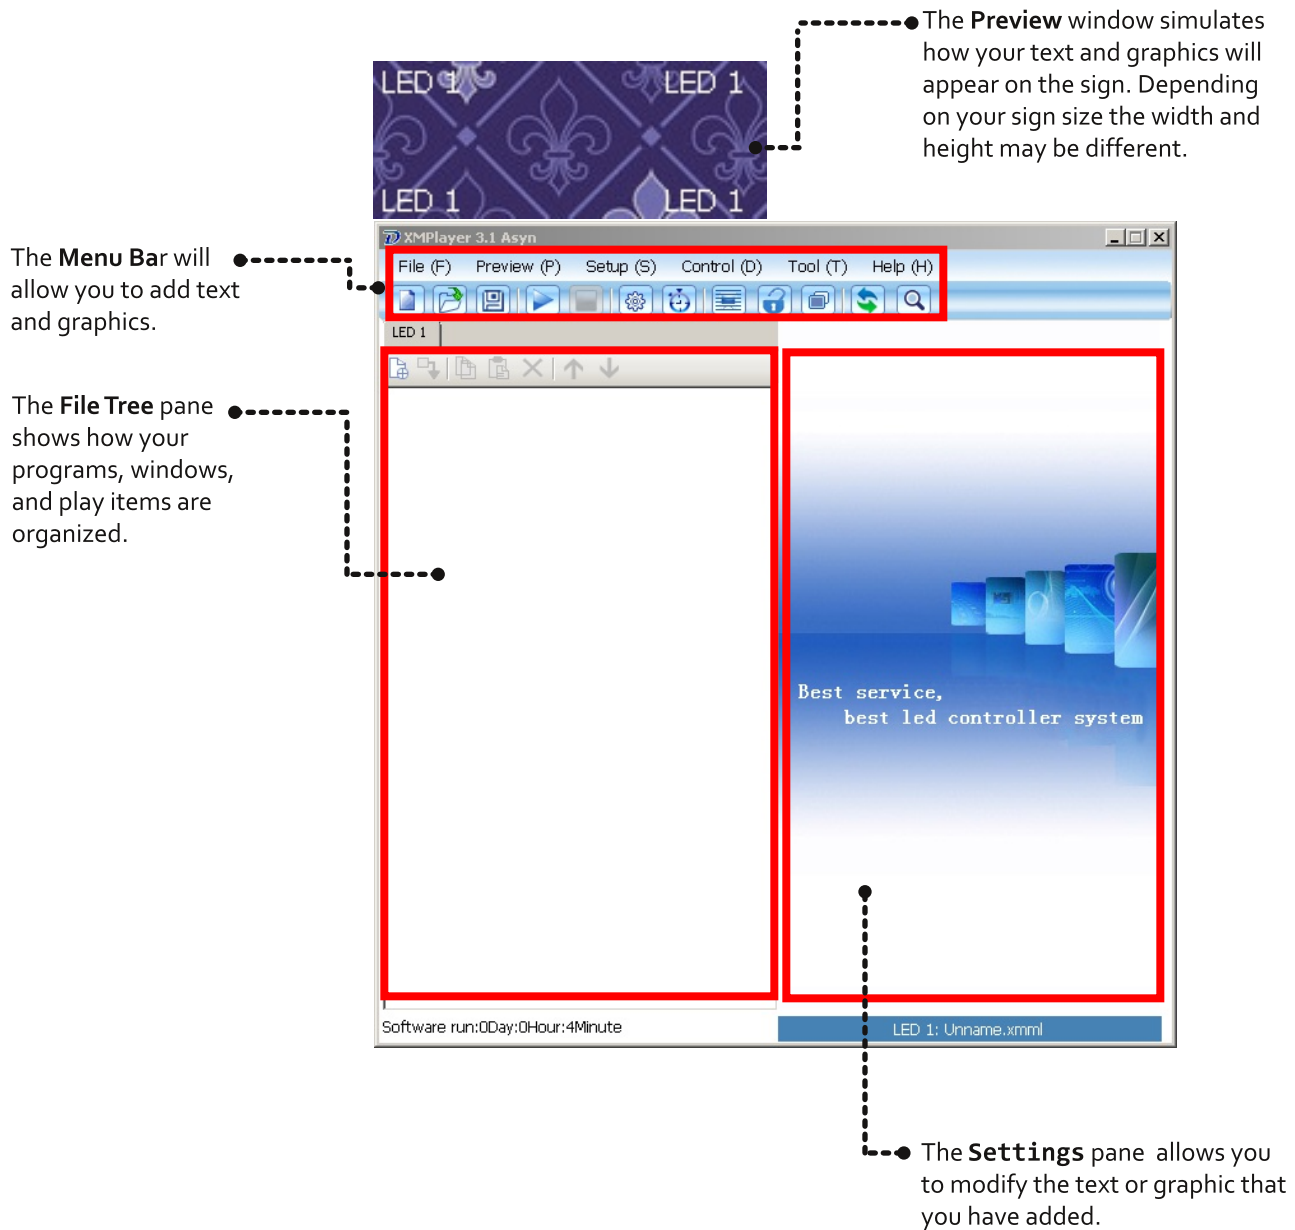 The Preview window simulates
how your text and graphics will
appear on the sign. Depending
on your sign size the width and
height may be different.
LED 1 LED 1
LED 1 LED 1
The Menu Bar will
allow you to add text
and graphics.
XMPlayer 3.1 Asyn
File (F) Preview (P) Setup (S) Control (D) Tool (T) Help (H)
LED 1
The File Tree pane
shows how your
programs, windows,
and play items are
organized.
Best service,
best led controller system
Software run:0Day:0Hour:4Minute
LED 1: Unname.xmml
The Settings pane allows you
to modify the text or graphic that
you have added.